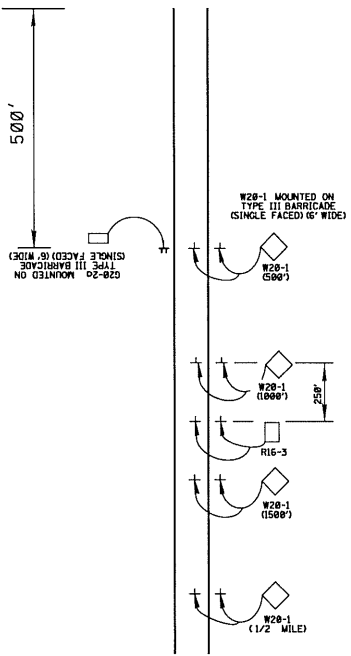 500'
W20-1 MOUNTED ON
TYPE III BARRICADE
(SINGLE FACED) (6' WIDE)
G20-2a MOUNTED ON
TYPE III BARRICADE
(SINGLE FACED) (6' WIDE)
W20-1
(500')
W20-1
(1000')
250'
R16-3
W20-1
(1500')
W20-1
(1/2 MILE)